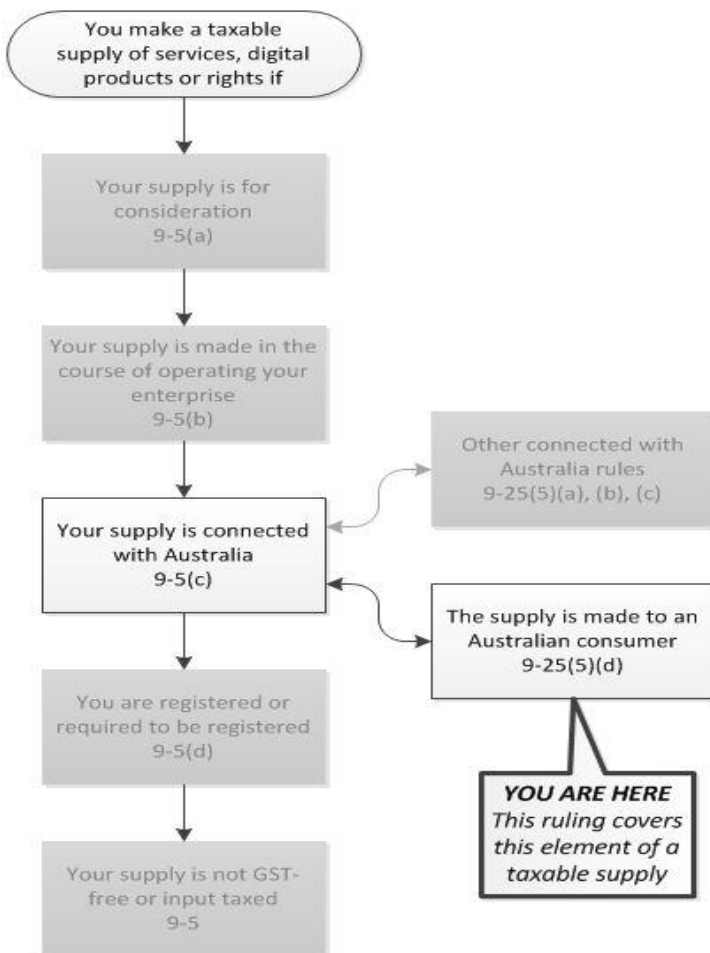 You make a taxable
supply of services, digital
products or rights if
Your supply is for
consideration
9-5(a)
Your supply is made in the
course of operating your
enterprise
9-5(b)
Other connected with
Australia rules
9-25(5)(a), (b), (c)
Your supply is connected
with Australia
9-5(c)
The supply is made to an
Australian consumer
9-25(5)(d)
You are registered or
required to be registered
9-5(d)
YOU ARE HERE
This ruling covers
this element of a
taxable supply
Your supply is not GST-
free or input taxed
9-5